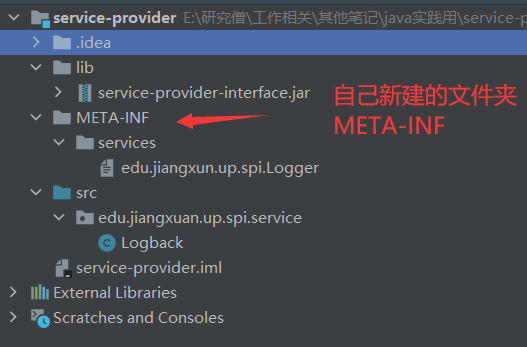 service-provider E:\研究僧\工作相关\其他笔记\java实践用\service-p
.idea
lib
service-provider-interface.jar
自己新建的文件夹
META-INF
META-INF
services
edu.jiangxun.up.spi.Logger
src
edu.jiangxuan.up.spi.service
Logback
service-provider.iml
External Libraries
Scratches and Consoles